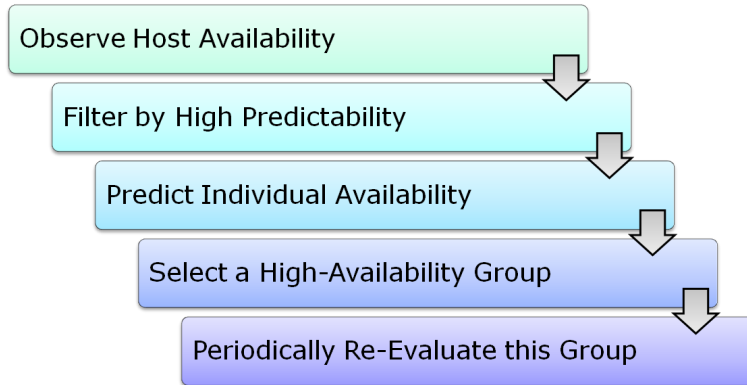 Observe Host Availability
Filter by High Predictability
Predict Individual Availability
Select a High-Availability Group
Periodically Re-Evaluate this Group